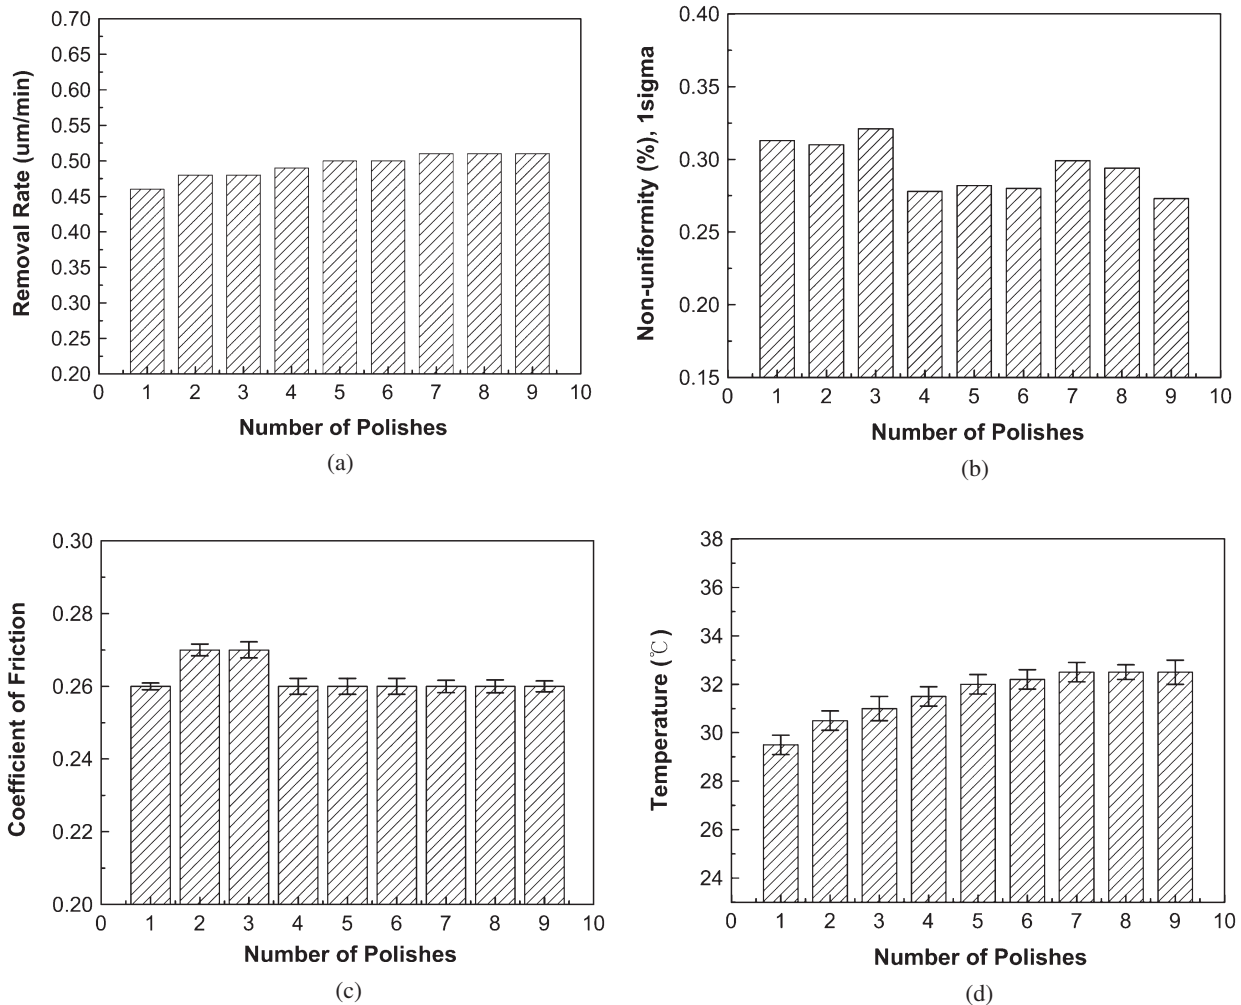 0.70
0.65
0.60
0.55
0.50
0.45
0.40
0.35
0.30
0.25
0.20
Removal Rate (um/min)
0 1 2 3 4 5 6 7 8 9 10
Number of Polishes
(a)
0.40
0.35
0.30
0.25
0.20
0.15
Non-uniformity (%), 1sigma
0 1 2 3 4 5 6 7 8 9 10
Number of Polishes
(b)
0.30
0.28
0.26
0.24
0.22
0.20
Coefficient of Friction
0 1 2 3 4 5 6 7 8 9 10
Number of Polishes
(c)
38
36
34
32
30
28
26
24
Temperature (℃)
0 1 2 3 4 5 6 7 8 9 10
Number of Polishes
(d)